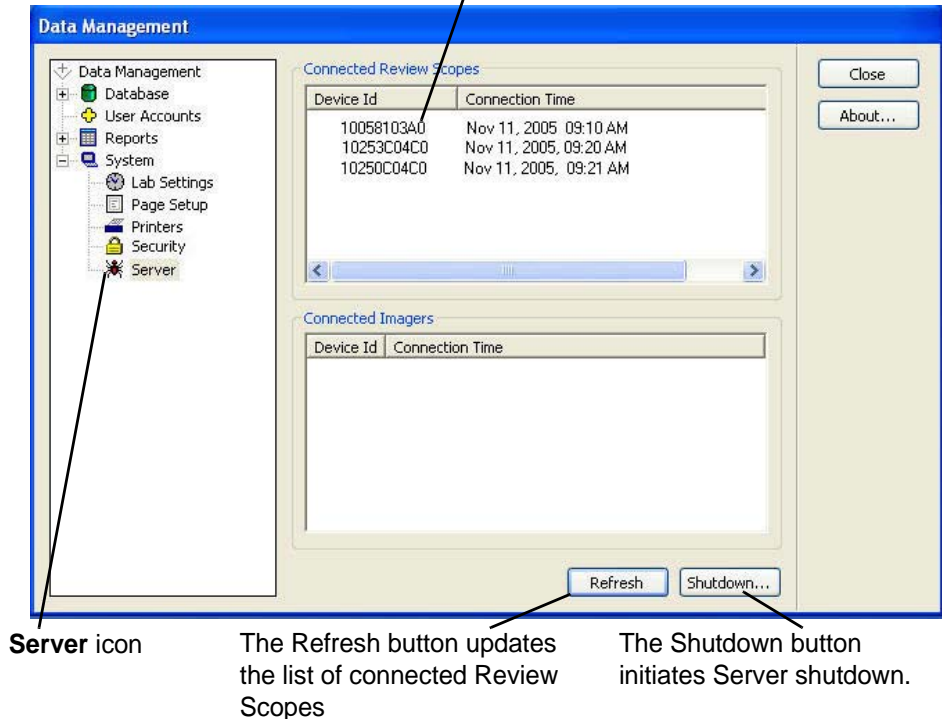 Data Management
Data Management
Database
User Accounts
Reports
System
Lab Settings
Page Setup
Printers
Security
Server
Connected Review Scopes
Device Id Connection Time
10058103A0 Nov 11, 2005 09:10 AM
10253C04C0 Nov 11, 2005, 09:20 AM
10250C04C0 Nov 11, 2005, 09:21 AM
Connected Imagers
Device Id Connection Time
Close
About...
Refresh Shutdown...
Server icon
The Refresh button updates
the list of connected Review
Scopes
The Shutdown button
initiates Server shutdown.